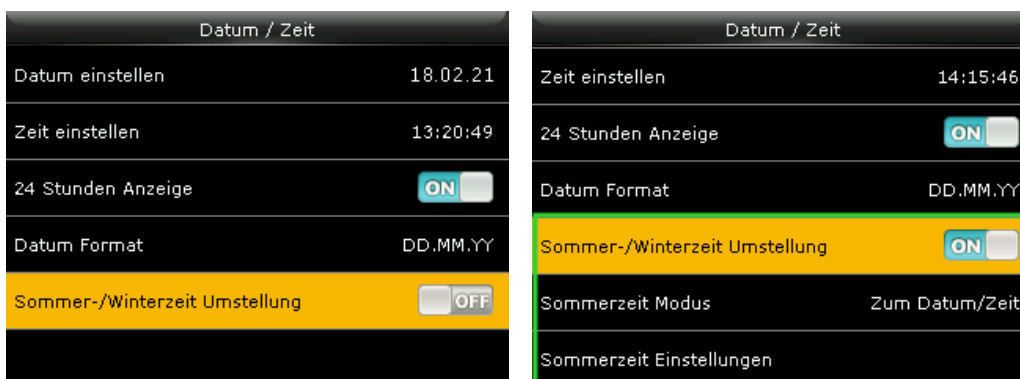 Datum / Zeit
Datum einstellen 18.02.21
Zeit einstellen 13:20:49
24 Stunden Anzeige ON
Datum Format DD.MM.YY
Sommer-/Winterzeit Umstellung OFF
Datum / Zeit
Zeit einstellen 14:15:46
24 Stunden Anzeige ON
Datum Format DD.MM.YY
Sommer-/Winterzeit Umstellung ON
Sommerzeit Modus Zum Datum/Zeit
Sommerzeit Einstellungen